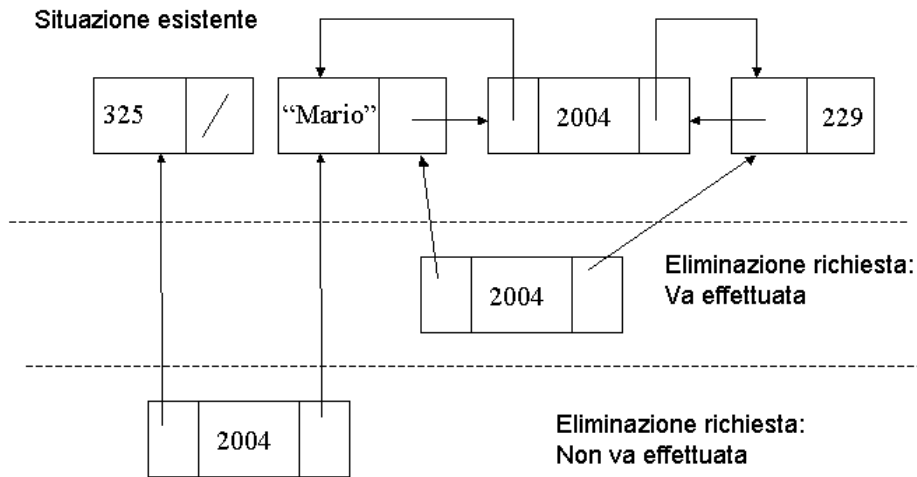 Situazione esistente
325
“Mario”
2004
229
2004
Eliminazione richiesta:
Va effettuata
2004
Eliminazione richiesta:
Non va effettuata